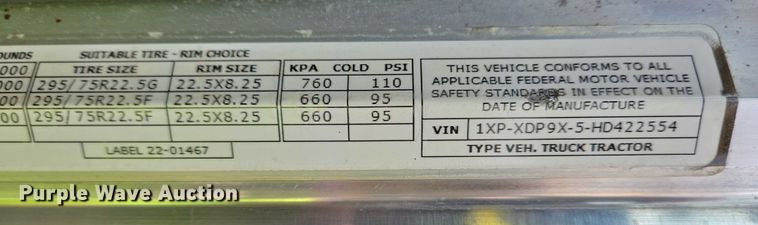 OUNDS SUITABLE TIRE - RIM CHOICE
000 TIRE SIZE RIM SIZE KPA COLD PSI
000 295/75R22.5G 22.5X8.25 760 110
00 295/75R22.5F 22.5X8.25 660 95
00 295/75R22.5F 22.5X8.25 660 95
LABEL 22-01467
THIS VEHICLE CONFORMS TO ALL
APPLICABLE FEDERAL MOTOR VEHICLE
SAFETY STANDARDS IN EFFECT ON THE
DATE OF MANUFACTURE
VIN 1XP-XDP9X-5-HD422554
TYPE VEH. TRUCK TRACTOR
Purple Wave Auction